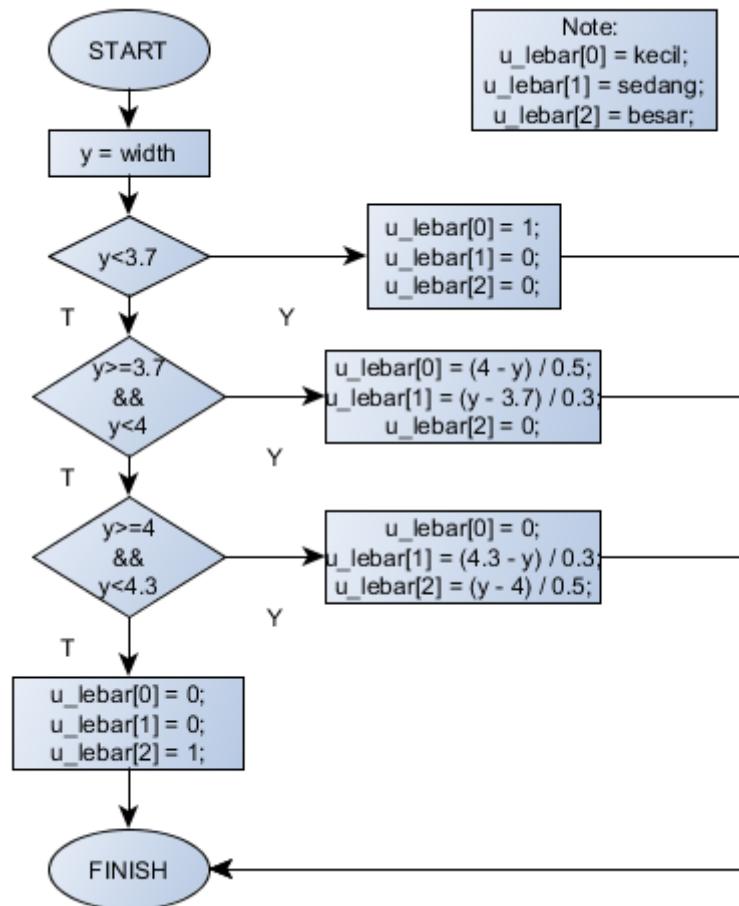 START
Note:
u_lebar[0] = kecil;
u_lebar[1] = sedang;
u_lebar[2] = besar;
y = width
y<3.7
u_lebar[0] = 1;
u_lebar[1] = 0;
u_lebar[2] = 0;
T
Y
y>=3.7
&&
y<4
u_lebar[0] = (4 - y) / 0.5;
u_lebar[1] = (y - 3.7) / 0.3;
u_lebar[2] = 0;
T
Y
y>=4
&&
y<4.3
u_lebar[0] = 0;
u_lebar[1] = (4.3 - y) / 0.3;
u_lebar[2] = (y - 4) / 0.5;
T
Y
u_lebar[0] = 0;
u_lebar[1] = 0;
u_lebar[2] = 1;
FINISH